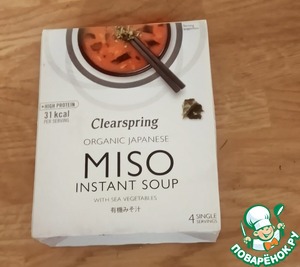 +HIGH PROTEIN
31 kcal
PER SERVING
Clearspring
ORGANIC JAPANESE
MISO
INSTANT SOUP
WITH SEA VEGETABLES
有機みそ汁
4 SINGLE
SERVINGS
ПОВАРЁНОК.РУ